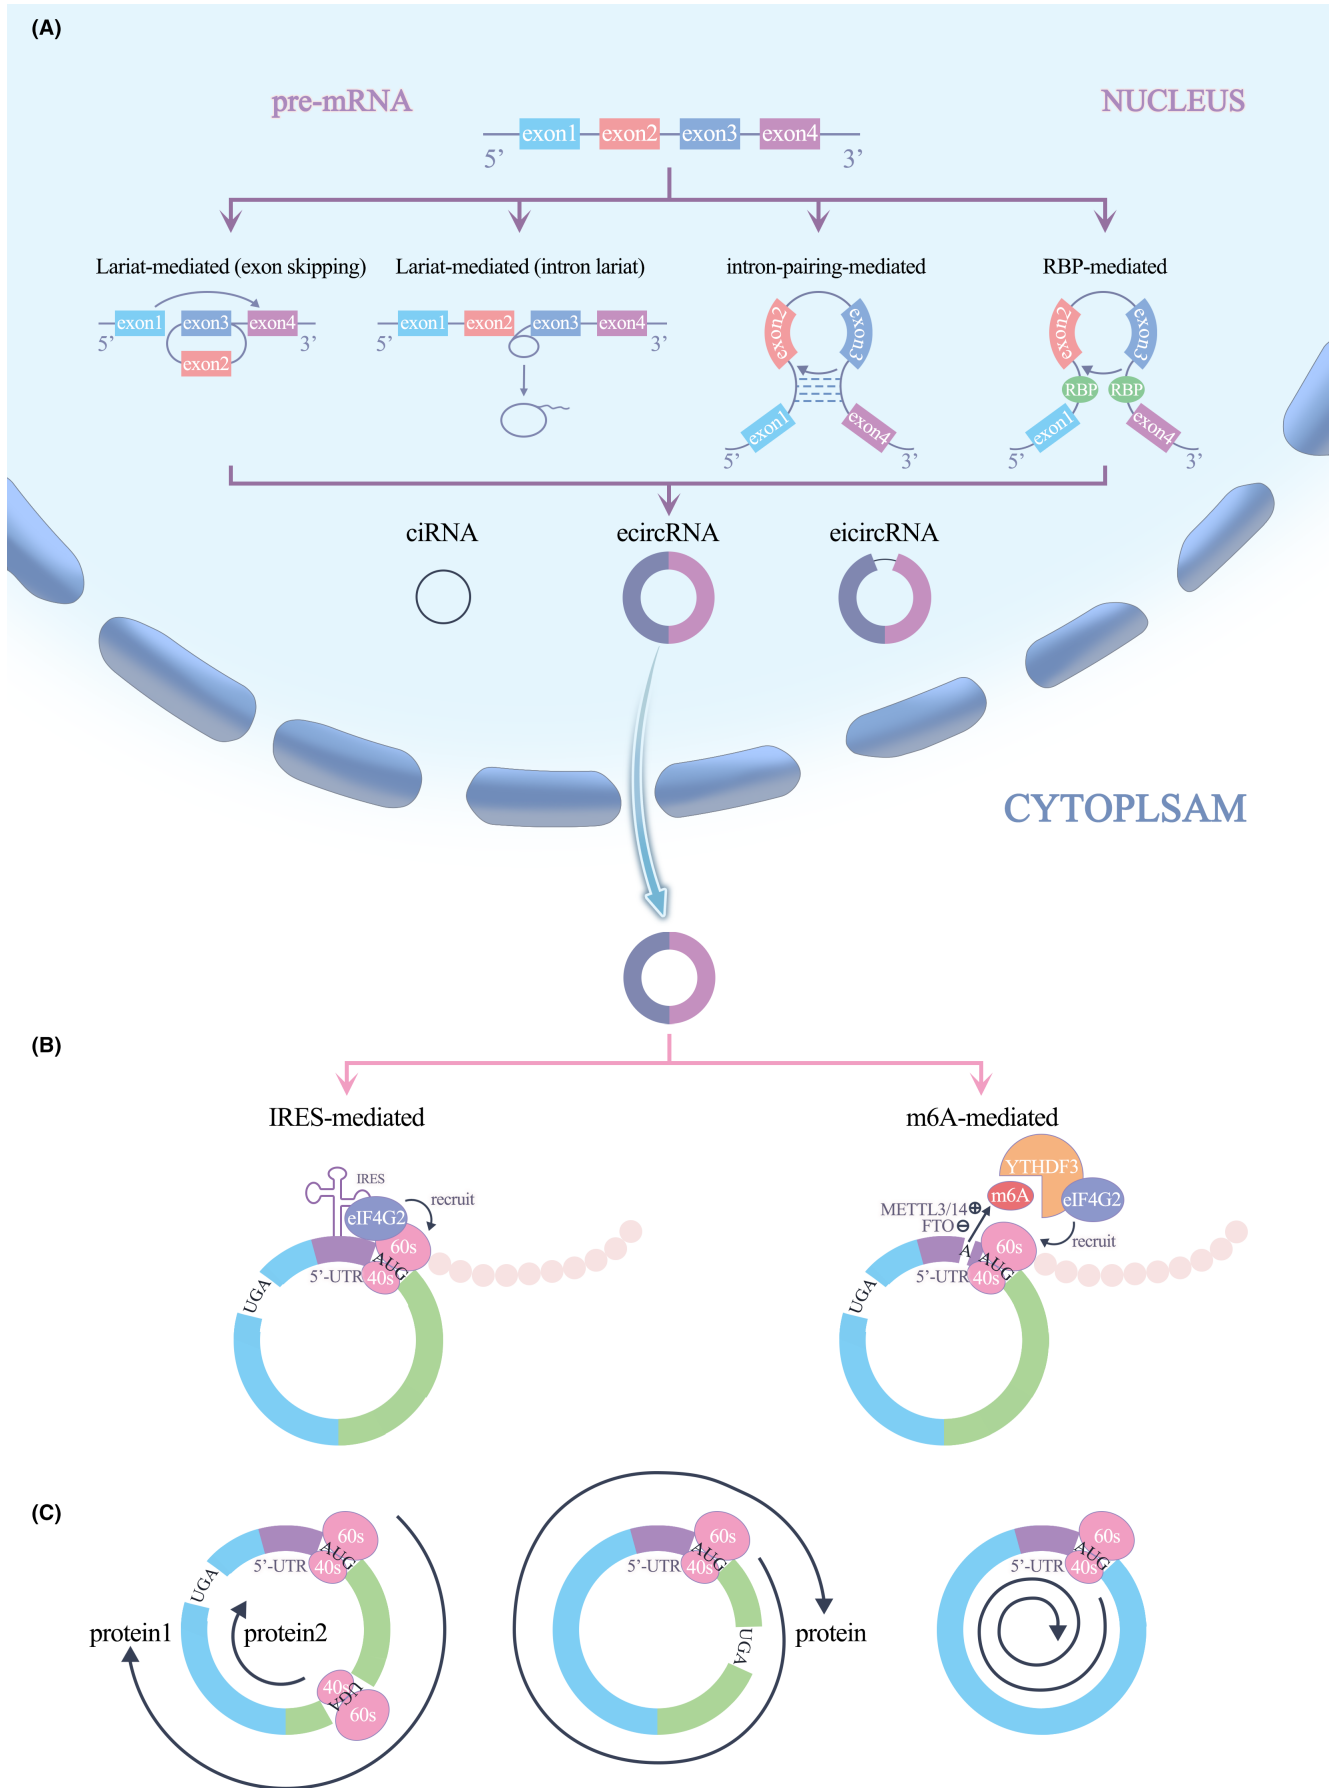 (A)
pre-mRNA
NUCLEUS
exon1 exon2 exon3 exon4
5’ 3’
Lariat-mediated (exon skipping)
exon1 exon3 exon4
5’ 3’
exon2
Lariat-mediated (intron lariat)
exon1 exon2 exon3 exon4
5’ 3’
intron-pairing-mediated
exon2 exon3
exon1 exon4
5’ 3’
RBP-mediated
exon2 exon3
RBP RBP
exon1 exon4
5’ 3’
ciRNA
ecircRNA
eicircRNA
CYTOPLSAM
(B)
IRES-mediated
IRES
eIF4G2
recruit
60s
AUG
5’-UTR
40s
UGA
m6A-mediated
YTHDF3
m6A
eIF4G2
METTL3/14⊕
FTO⊖
recruit
A
60s
AUG
5’-UTR
40s
UGA
(C)
60s
AUG
5’-UTR
40s
UGA
protein1
protein2
40s
UGA
60s
60s
AUG
5’-UTR
40s
UGA
protein
60s
AUG
5’-UTR
40s